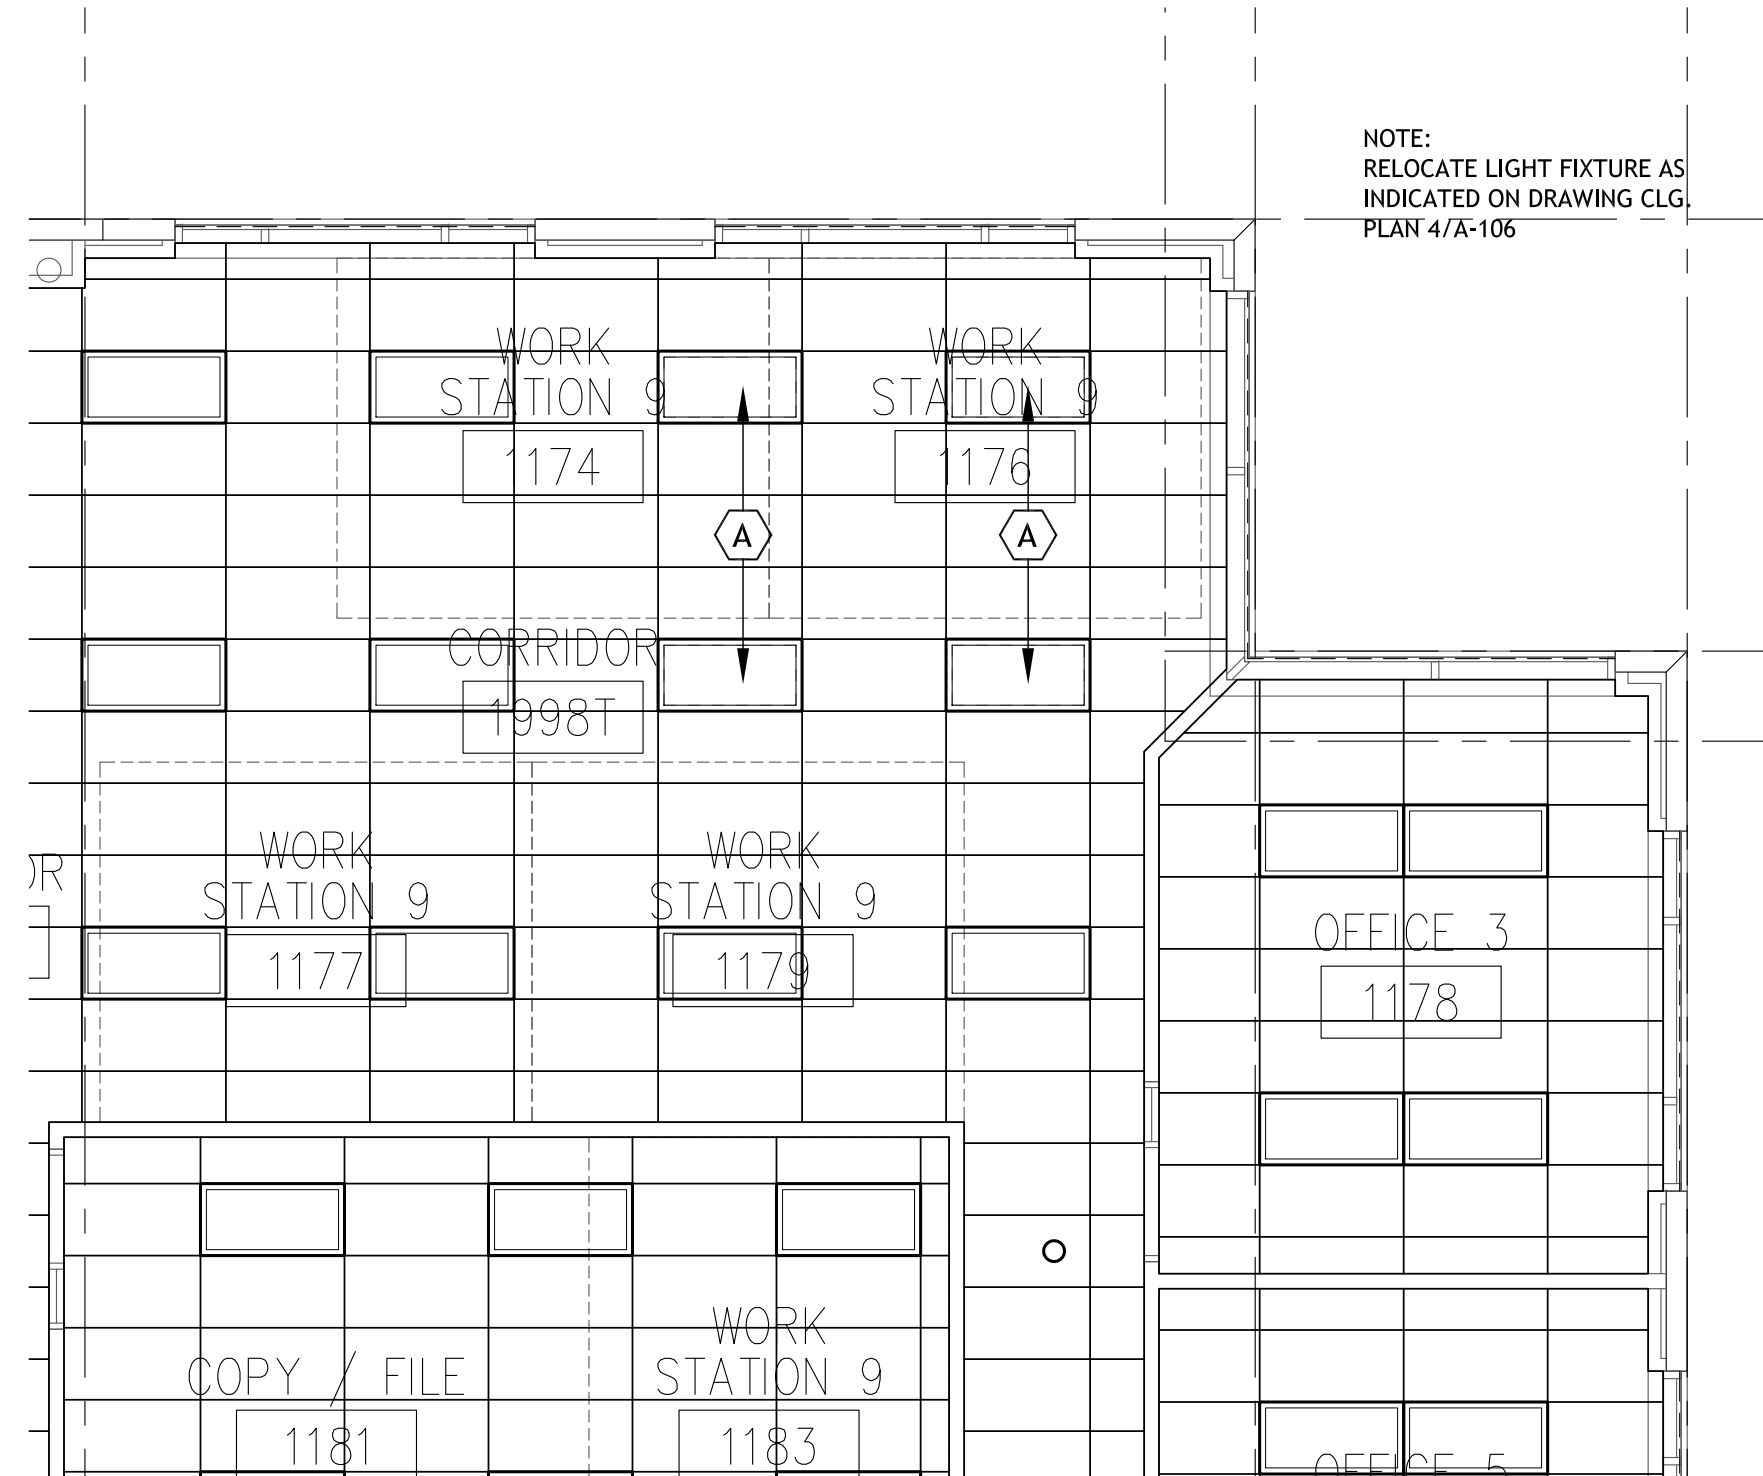 NOTE:
RELOCATE LIGHT FIXTURE AS
INDICATED ON DRAWING CLG.
PLAN 4/A-106
WORK
STATION 9
1174
WORK
STATION 9
1176
A
A
CORRIDOR
1998T
WORK
STATION 9
1177
WORK
STATION 9
1179
OFFICE 3
1178
COPY / FILE
1181
WORK
STATION 9
1183
OFFICE 5